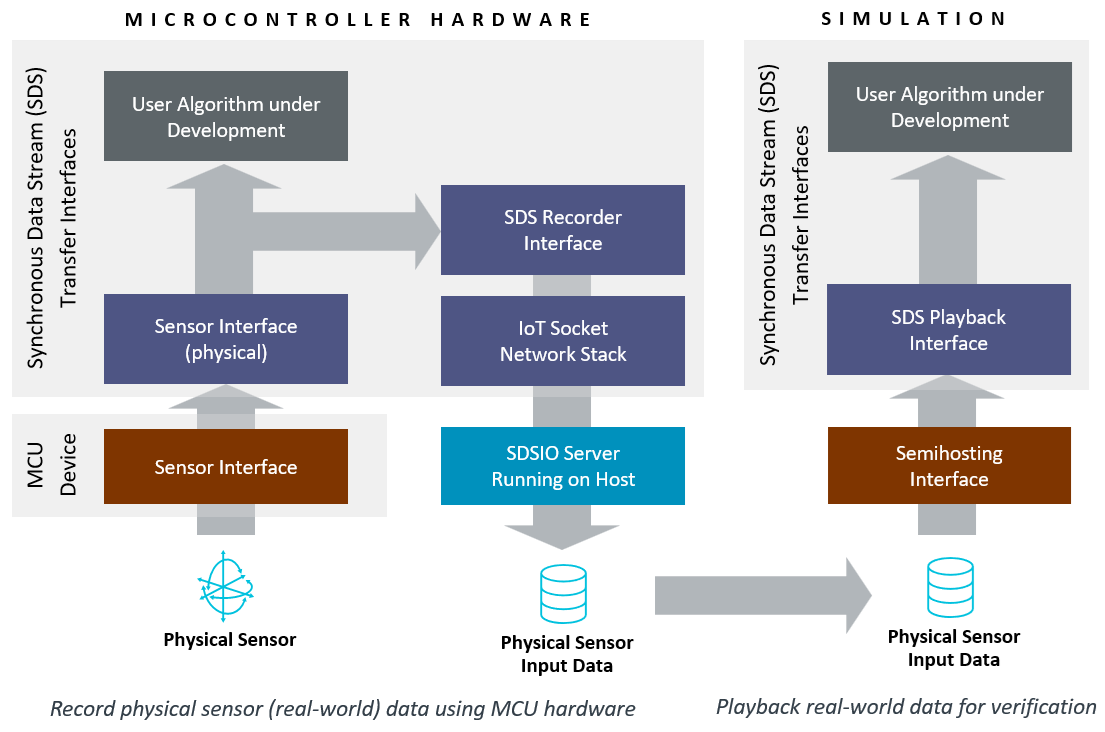 MICROCONTROLLER HARDWARE
SIMULATION
Synchronous Data Stream (SDS)
Transfer Interfaces
User Algorithm under
Development
SDS Recorder
Interface
Sensor Interface
(physical)
IoT Socket
Network Stack
MCU
Device
Sensor Interface
SDSIO Server
Running on Host
Physical Sensor
Physical Sensor
Input Data
Record physical sensor (real-world) data using MCU hardware
Synchronous Data Stream (SDS)
Transfer Interfaces
User Algorithm under
Development
SDS Playback
Interface
Semihosting
Interface
Physical Sensor
Input Data
Playback real-world data for verification